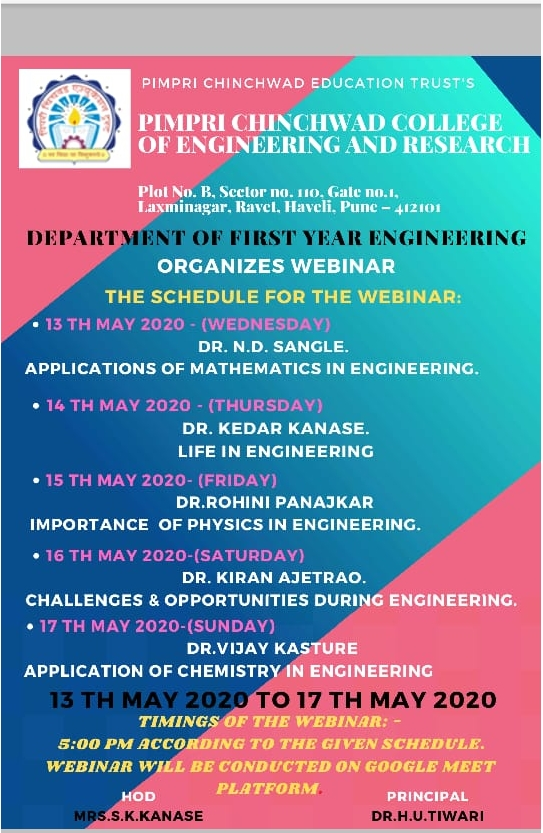 PIMPRI CHINCHWAD EDUCATION TRUST'S
PIMPRI CHINCHWAD COLLEGE
OF ENGINEERING AND RESEARCH
Plot No. B, Sector no. 110, Gate no.1,
Laxminagar, Ravet, Haveli, Pune – 412101
DEPARTMENT OF FIRST YEAR ENGINEERING
ORGANIZES WEBINAR
THE SCHEDULE FOR THE WEBINAR:
• 13 TH MAY 2020 - (WEDNESDAY)
DR. N.D. SANGLE.
APPLICATIONS OF MATHEMATICS IN ENGINEERING.
• 14 TH MAY 2020 - (THURSDAY)
DR. KEDAR KANASE.
LIFE IN ENGINEERING
• 15 TH MAY 2020- (FRIDAY)
DR.ROHINI PANAJKAR
IMPORTANCE OF PHYSICS IN ENGINEERING.
• 16 TH MAY 2020-(SATURDAY)
DR. KIRAN AJETRAO.
CHALLENGES & OPPORTUNITIES DURING ENGINEERING.
• 17 TH MAY 2020-(SUNDAY)
DR.VIJAY KASTURE
APPLICATION OF CHEMISTRY IN ENGINEERING
13 TH MAY 2020 TO 17 TH MAY 2020
TIMINGS OF THE WEBINAR: -
5:00 PM ACCORDING TO THE GIVEN SCHEDULE.
WEBINAR WILL BE CONDUCTED ON GOOGLE MEET
PLATFORM.
HOD PRINCIPAL
MRS.S.K.KANASE DR.H.U.TIWARI